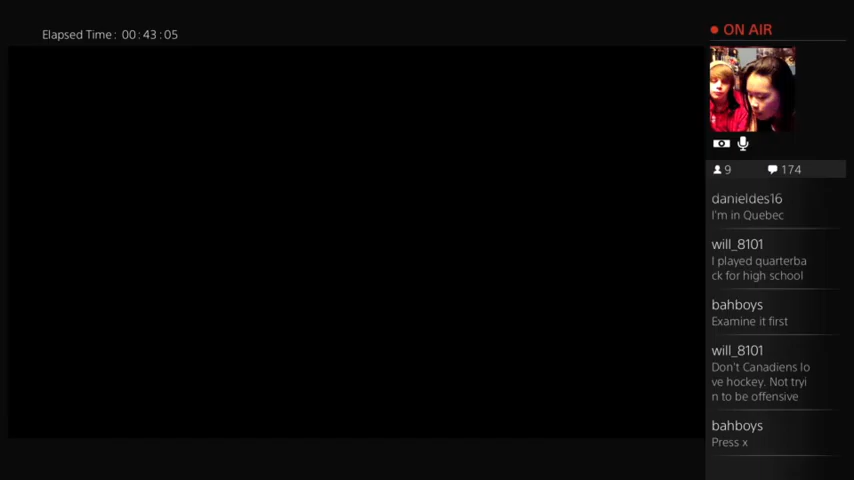 Elapsed Time: 00:43:05
ON AIR
9 174
danieldes16
I'm in Quebec
will_8101
I played quarterba
ck for high school
bahboys
Examine it first
will_8101
Don't Canadiens lo
ve hockey. Not tryi
n to be offensive
bahboys
Press x